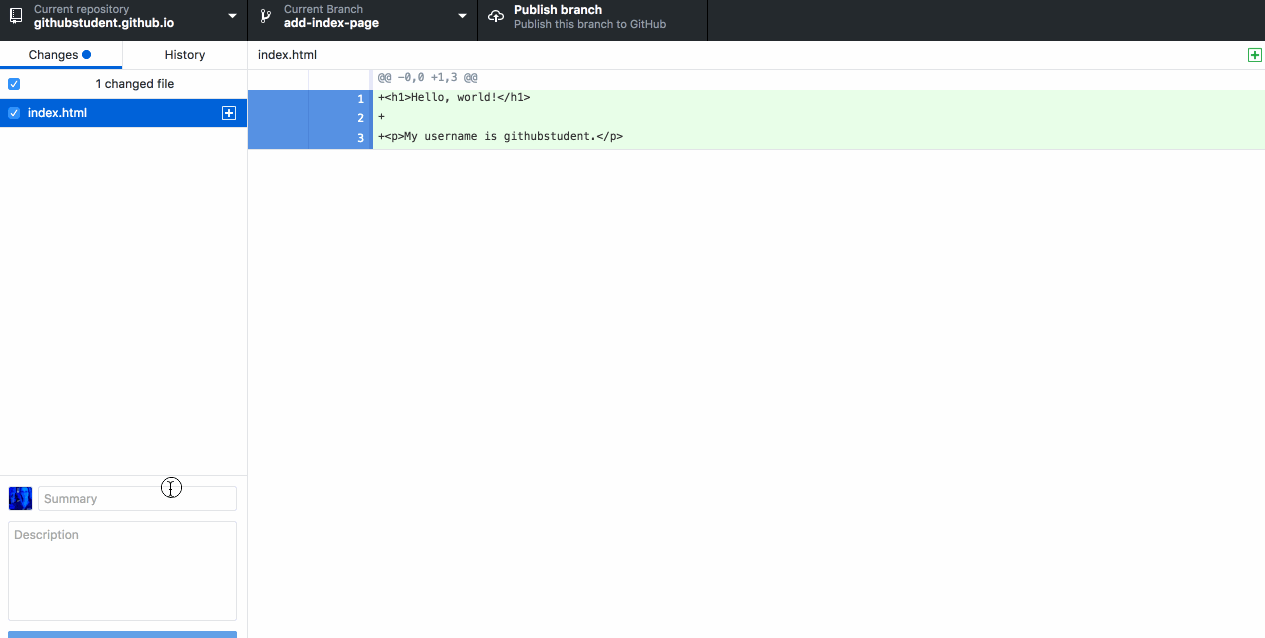 Current repository
githubstudent.github.io
Current Branch
add-index-page
Publish branch
Publish this branch to GitHub
Changes
History
index.html
1 changed file
index.html
@@ -0,0 +1,3 @@
1 +<h1>Hello, world!</h1>
2 +
3 +<p>My username is githubstudent.</p>
Summary
Description